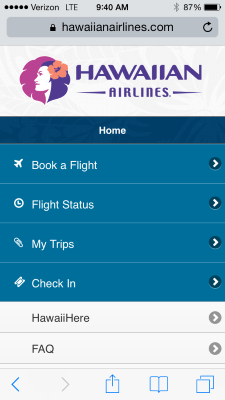 Verizon LTE 9:40 AM 87%
hawaiianairlines.com
HAWAIIAN
AIRLINES.
Home
Book a Flight
Flight Status
My Trips
Check In
HawaiiHere
FAQ